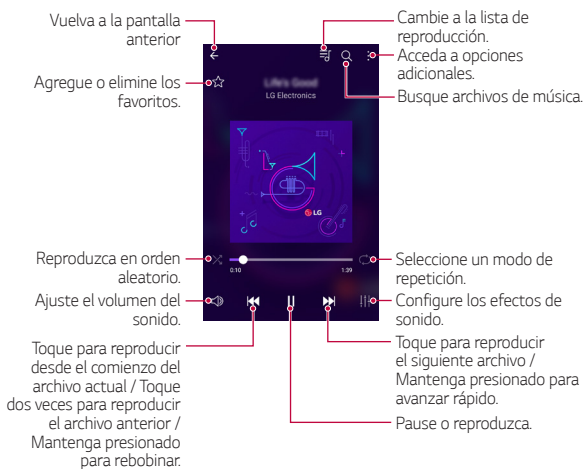 Vuelva a la pantalla
anterior
Agregue o elimine los
favoritos.
Cambie a la lista de
reproducción.
Acceda a opciones
adicionales.
Busque archivos de música.
LG Electronics
LG
0:10
1:39
Reproduzca en orden
aleatorio.
Ajuste el volumen del
sonido.
Toque para reproducir
desde el comienzo del
archivo actual / Toque
dos veces para reproducir
el archivo anterior /
Mantenga presionado
para rebobinar.
Seleccione un modo de
repetición.
Configure los efectos de
sonido.
Toque para reproducir
el siguiente archivo /
Mantenga presionado para
avanzar rápido.
Pause o reproduzca.